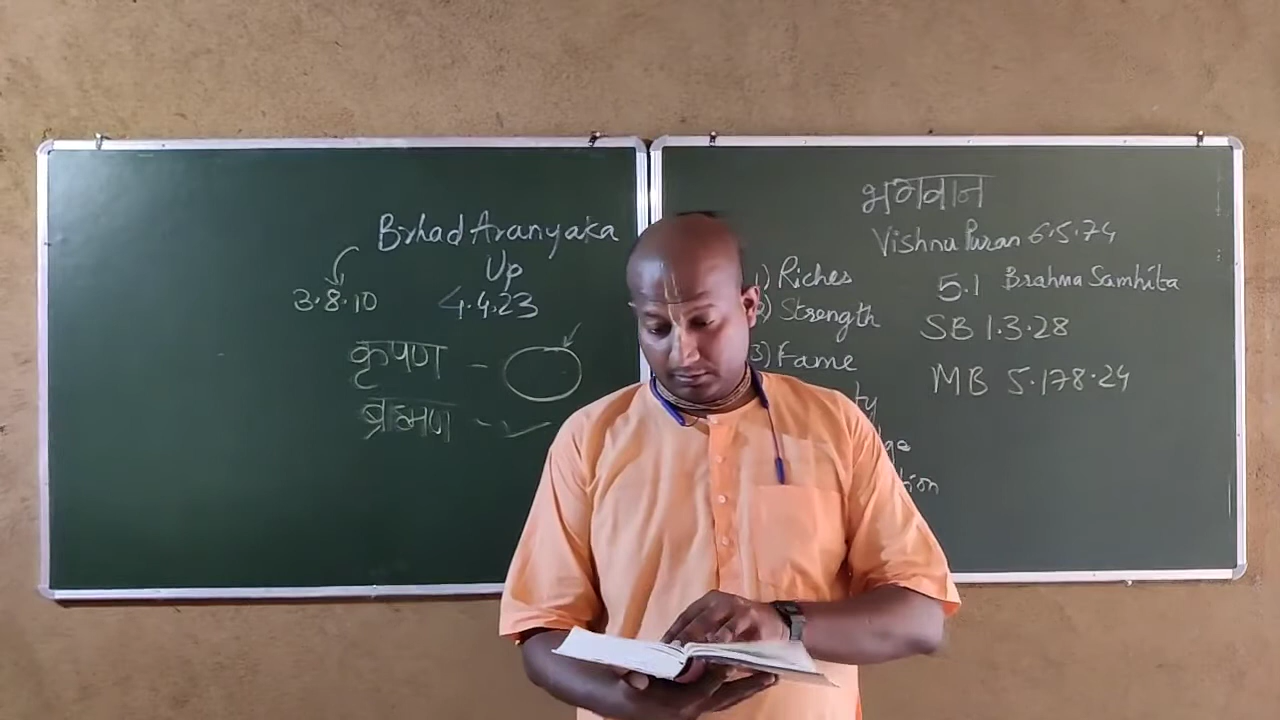 Brhad Aranyaka
Up
3.8.10 4.4.23
कृपण -
ब्राह्मण -
भगवान
Vishnu Puran 6.5.74
1) Riches
2) Strength
3) Fame
5.1 Brahma Samhita
SB 1.3.28
MB 5.178.24